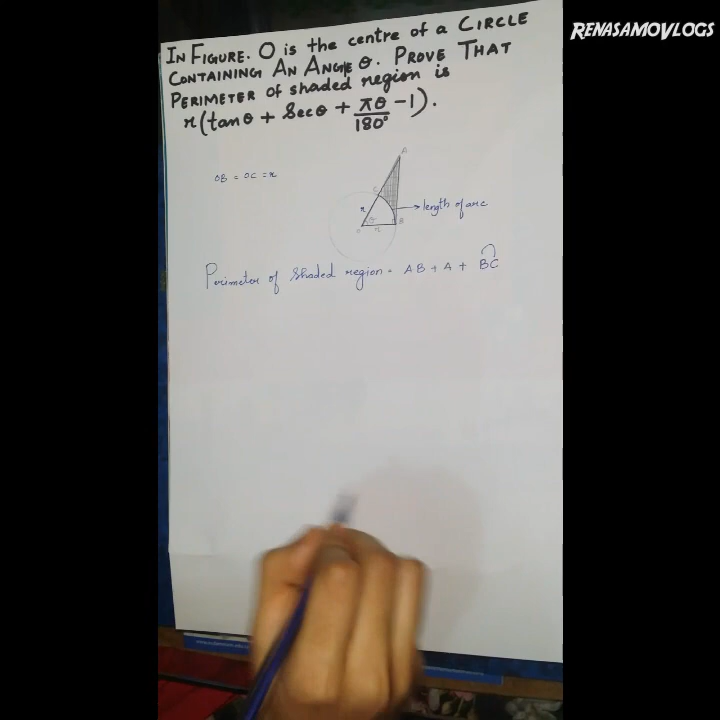 RENASAMOVLOGS
IN FIGURE. O is the centre of a CIRCLE
CONTAINING AN ANGLE θ. PROVE THAT
PERIMETER of shaded region is
r(tanθ + Secθ + πθ/180° - 1).
OB = OC = r
A
C
r
θ
length of arc
O
r
B
Perimeter of Shaded region = AB + A + BC